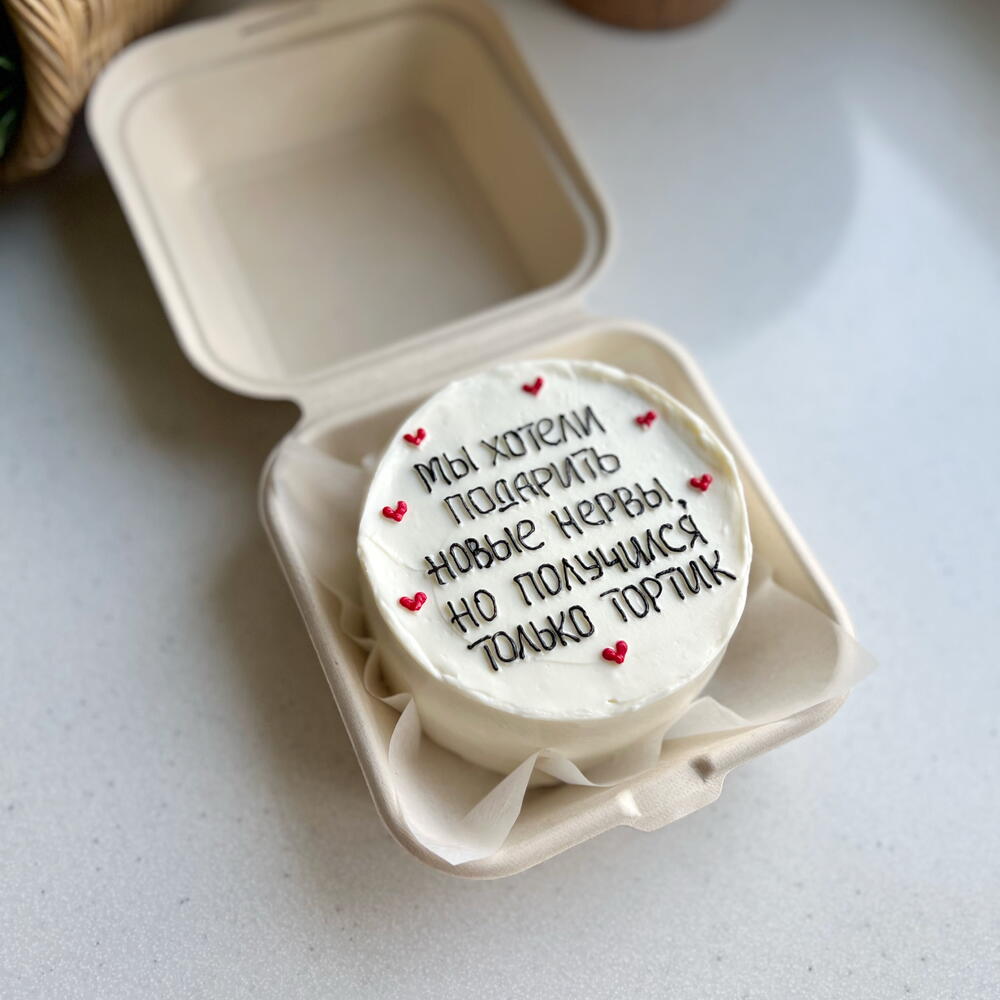 мы хотели
подарить
новые нервы,
но получился
только тортик